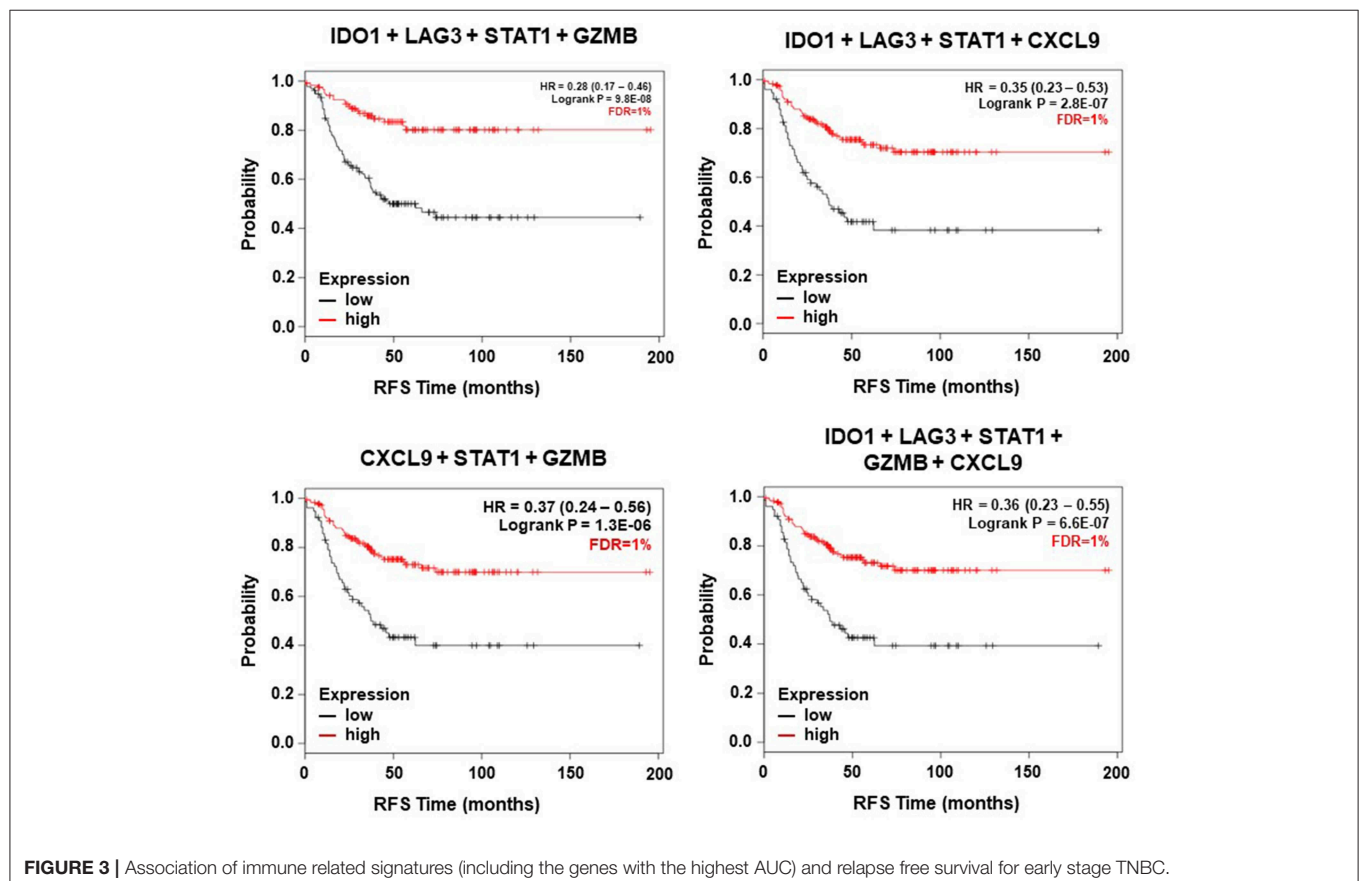 IDO1 + LAG3 + STAT1 + GZMB
HR = 0.28 (0.17 – 0.46)
Logrank P = 9.8E-08
FDR=1%
Probability
1.0
0.8
0.6
0.4
0.2
0.0
Expression
low
high
0 50 100 150 200
RFS Time (months)
IDO1 + LAG3 + STAT1 + CXCL9
HR = 0.35 (0.23 – 0.53)
Logrank P = 2.8E-07
FDR=1%
Probability
1.0
0.8
0.6
0.4
0.2
0.0
Expression
low
high
0 50 100 150 200
RFS Time (months)
CXCL9 + STAT1 + GZMB
HR = 0.37 (0.24 – 0.56)
Logrank P = 1.3E-06
FDR=1%
Probability
1.0
0.8
0.6
0.4
0.2
0.0
Expression
low
high
0 50 100 150 200
RFS Time (months)
IDO1 + LAG3 + STAT1 +
GZMB + CXCL9
HR = 0.36 (0.23 – 0.55)
Logrank P = 6.6E-07
FDR=1%
Probability
1.0
0.8
0.6
0.4
0.2
0.0
Expression
low
high
0 50 100 150 200
RFS Time (months)
FIGURE 3 | Association of immune related signatures (including the genes with the highest AUC) and relapse free survival for early stage TNBC.